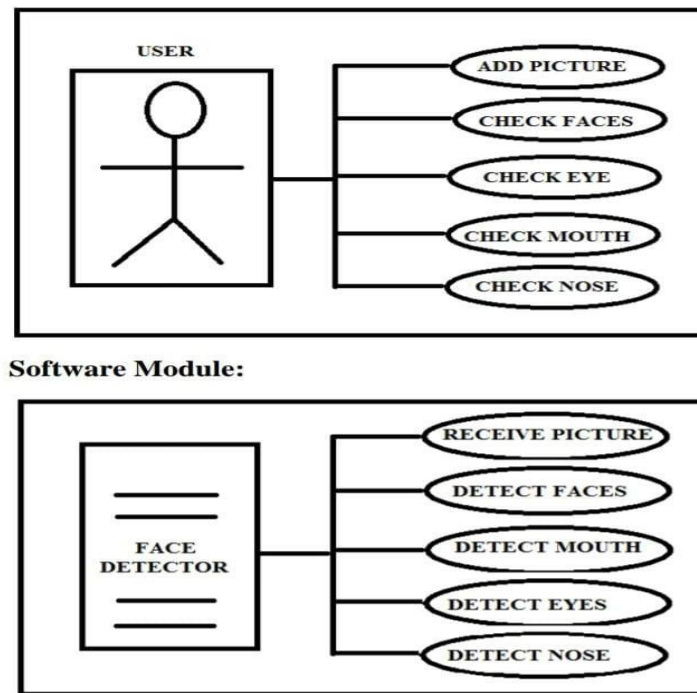 USER
ADD PICTURE
CHECK FACES
CHECK EYE
CHECK MOUTH
CHECK NOSE
Software Module:
FACE
DETECTOR
RECEIVE PICTURE
DETECT FACES
DETECT MOUTH
DETECT EYES
DETECT NOSE